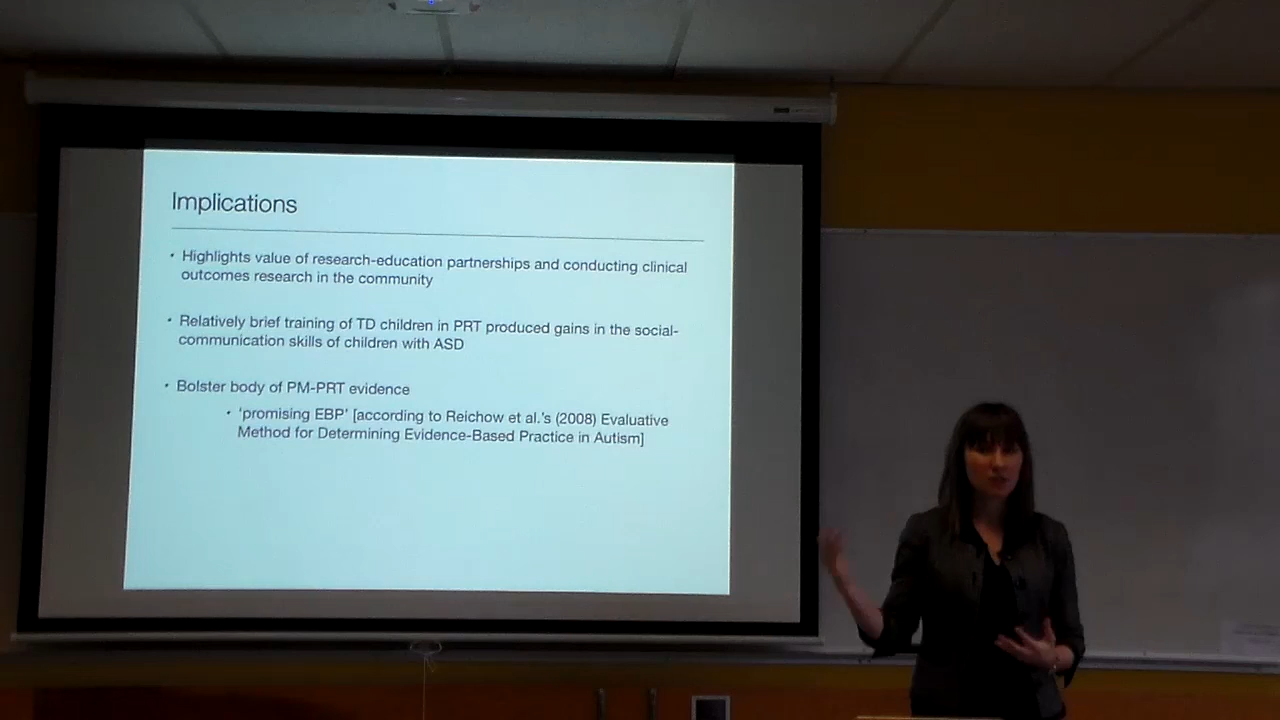 Implications
• Highlights value of research-education partnerships and conducting clinical
outcomes research in the community
• Relatively brief training of TD children in PRT produced gains in the social-
communication skills of children with ASD
• Bolster body of PM-PRT evidence
• 'promising EBP' [according to Reichow et al.'s (2008) Evaluative
Method for Determining Evidence-Based Practice in Autism]